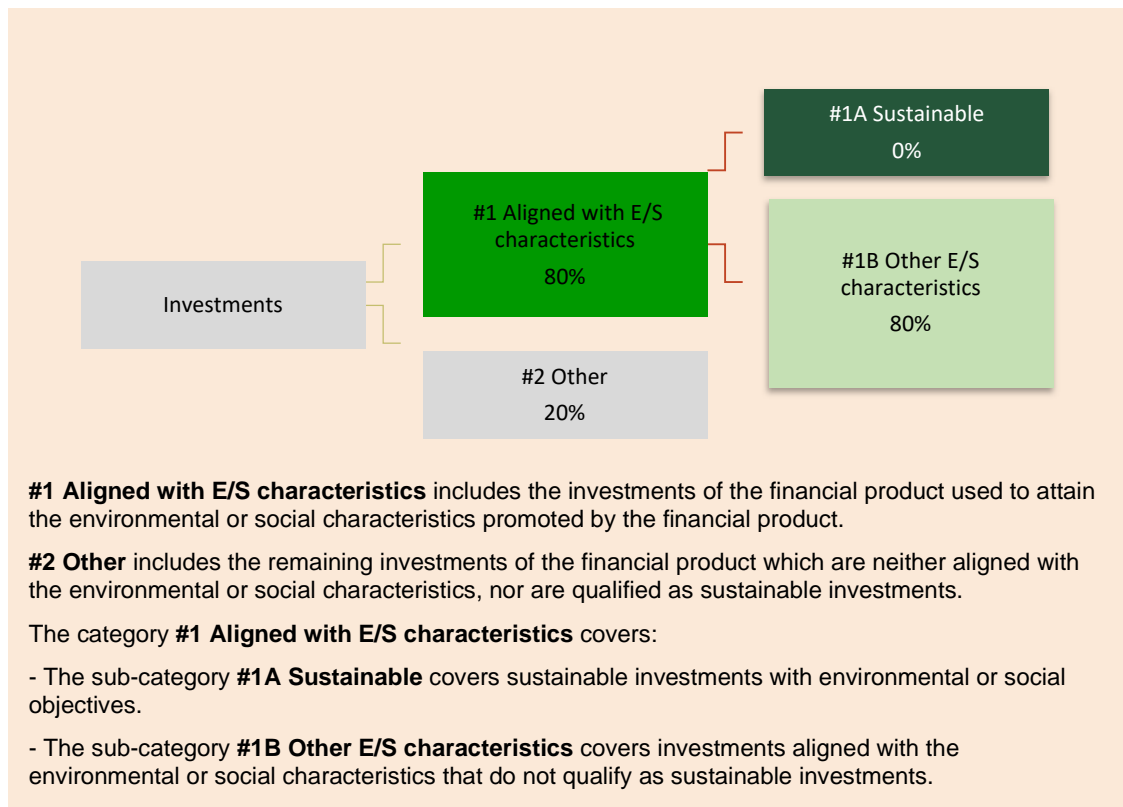 #1A Sustainable
0%
#1 Aligned with E/S
characteristics
80%
#1B Other E/S
characteristics
80%
Investments
#2 Other
20%
#1 Aligned with E/S characteristics includes the investments of the financial product used to attain
the environmental or social characteristics promoted by the financial product.
#2 Other includes the remaining investments of the financial product which are neither aligned with
the environmental or social characteristics, nor are qualified as sustainable investments.
The category #1 Aligned with E/S characteristics covers:
- The sub-category #1A Sustainable covers sustainable investments with environmental or social
objectives.
- The sub-category #1B Other E/S characteristics covers investments aligned with the
environmental or social characteristics that do not qualify as sustainable investments.